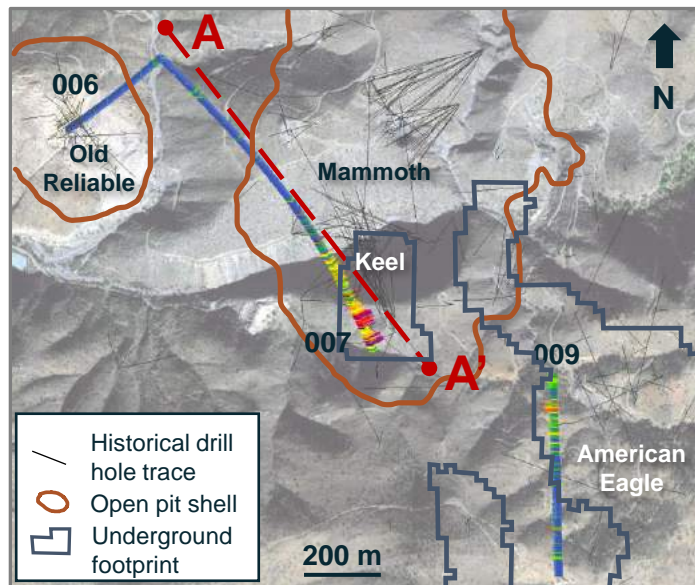 A
N
006
Old
Reliable
Mammoth
Keel
007
A'
009
American
Eagle
Historical drill
hole trace
Open pit shell
Underground
footprint
200 m